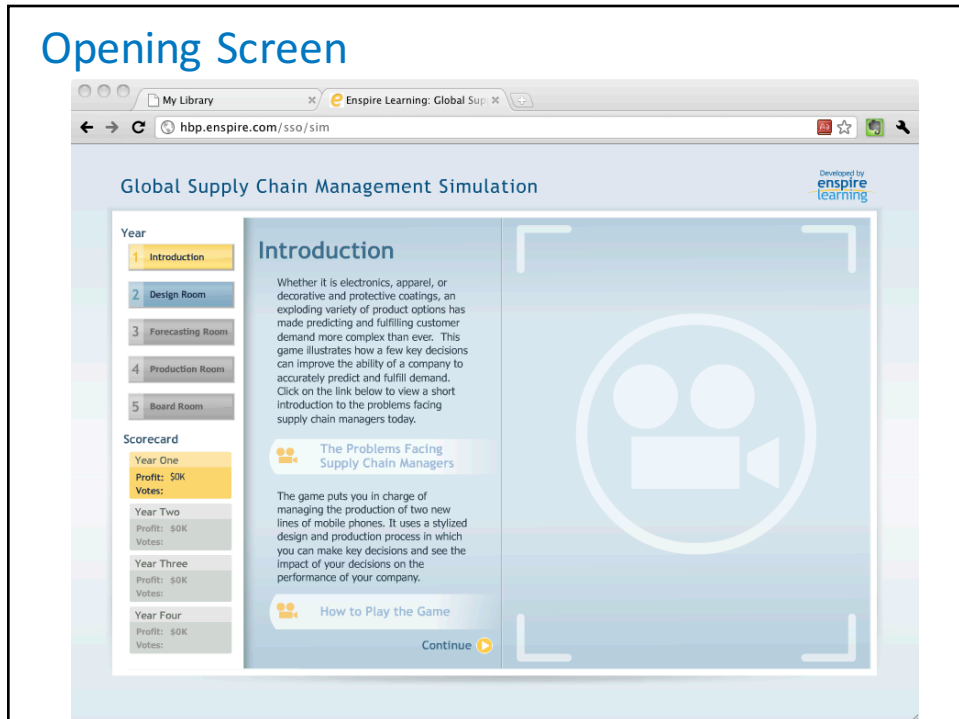 Opening Screen
My Library
Enspire Learning: Global Sup
hbp.enspire.com/sso/sim
Global Supply Chain Management Simulation
Developed by
enspire
learning
Year
1 Introduction
2 Design Room
3 Forecasting Room
4 Production Room
5 Board Room
Scorecard
Year One
Profit: $0K
Votes:
Year Two
Profit: $0K
Votes:
Year Three
Profit: $0K
Votes:
Year Four
Profit: $0K
Votes:
Introduction
Whether it is electronics, apparel, or
decorative and protective coatings, an
exploding variety of product options has
made predicting and fulfilling customer
demand more complex than ever. This
game illustrates how a few key decisions
can improve the ability of a company to
accurately predict and fulfill demand.
Click on the link below to view a short
introduction to the problems facing
supply chain managers today.
The Problems Facing
Supply Chain Managers
The game puts you in charge of
managing the production of two new
lines of mobile phones. It uses a stylized
design and production process in which
you can make key decisions and see the
impact of your decisions on the
performance of your company.
How to Play the Game
Continue